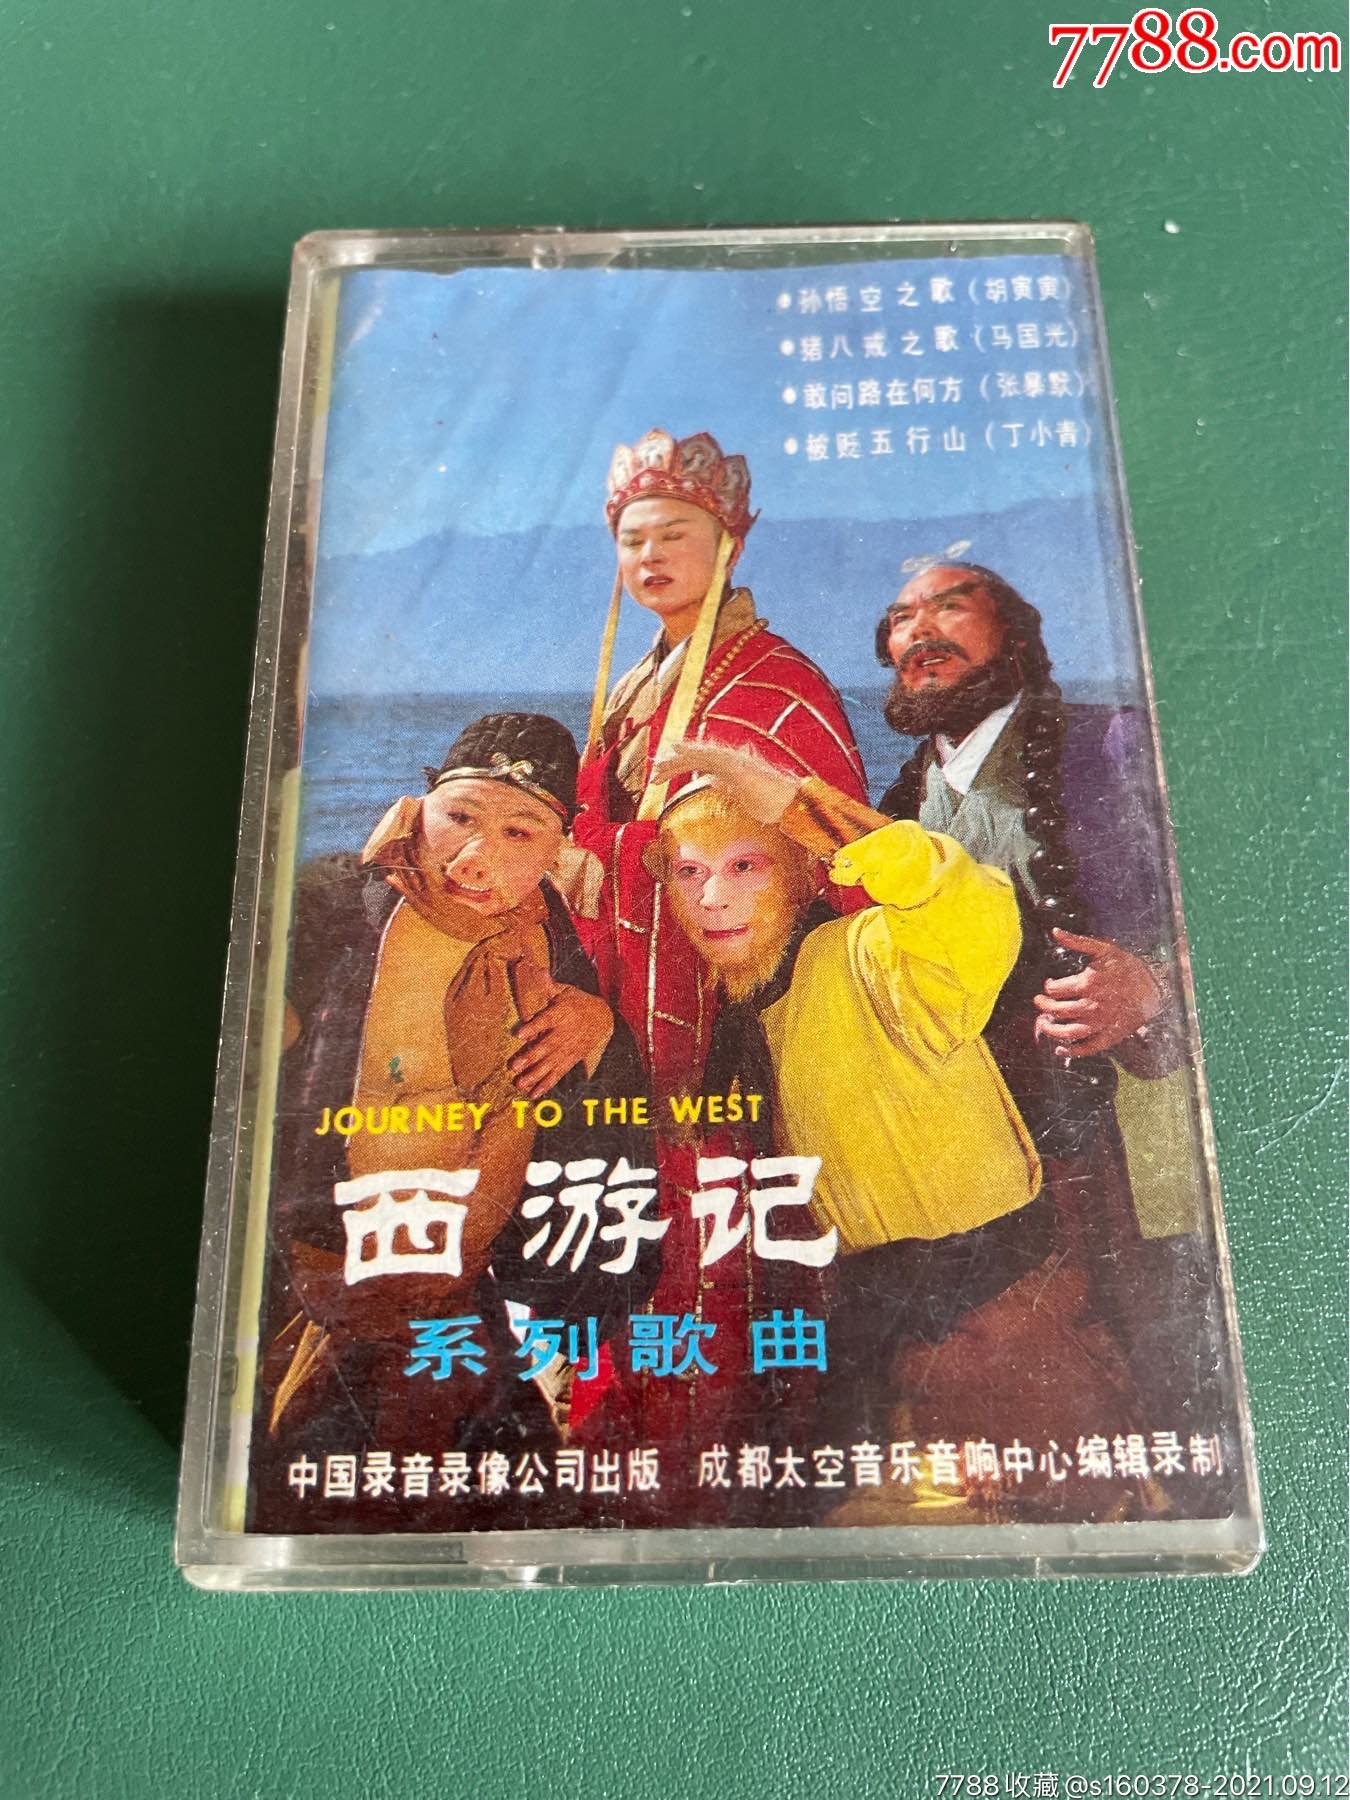 7788.com
•孙悟空之歌(胡寅寅)
•猪八戒之歌(马国光)
•敢问路在何方(张暴默)
•被贬五行山(丁小青)
JOURNEY TO THE WEST
西游记
系列歌曲
中国录音录像公司出版 成都太空音乐音响中心编辑录制
7788收藏@s160378-2021.09.12